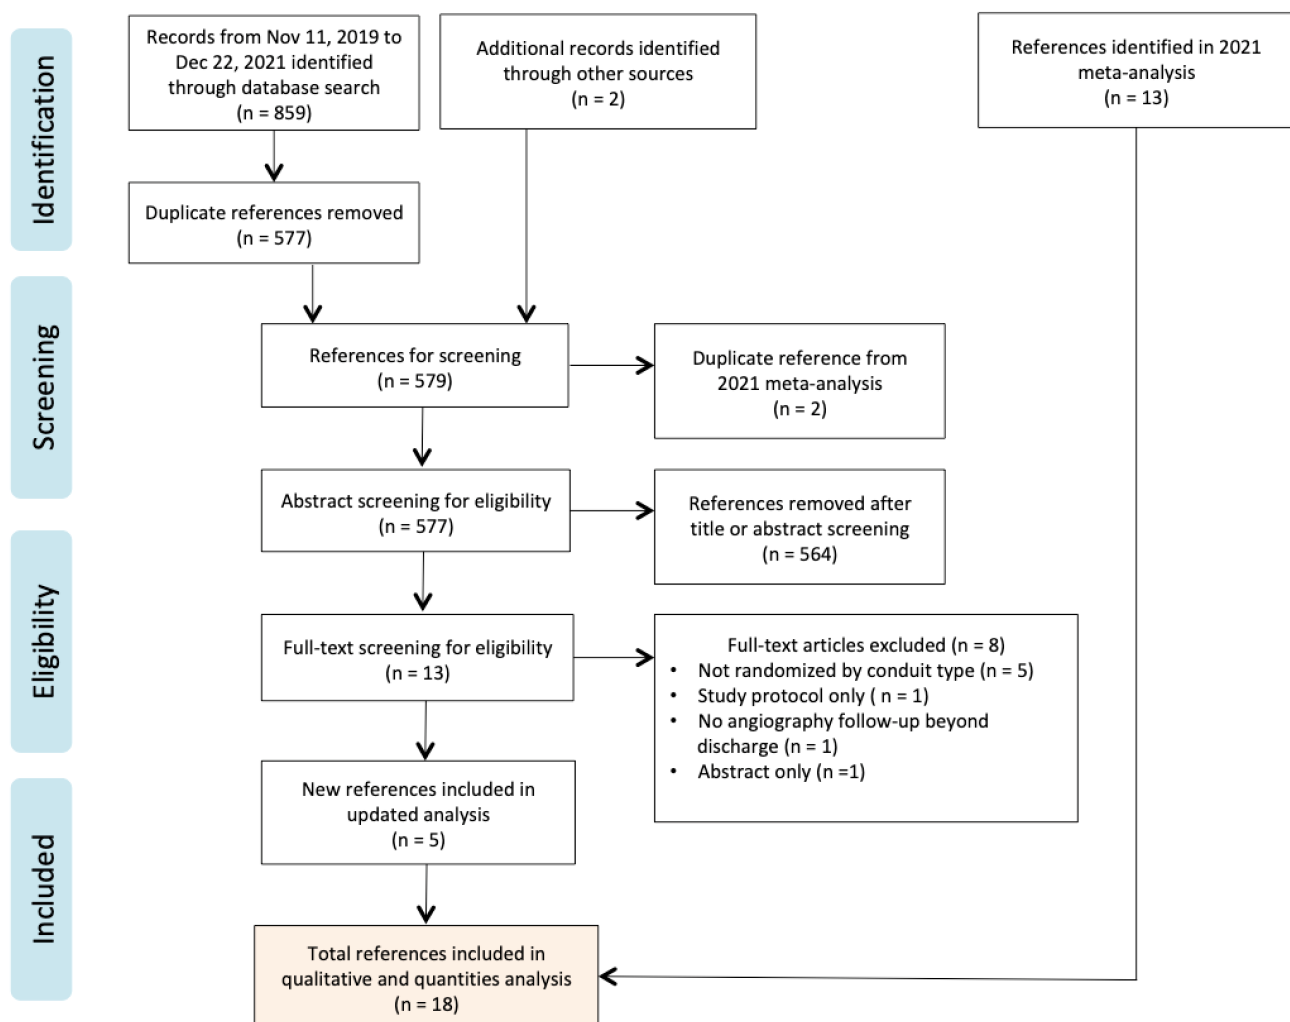 Identification
Records from Nov 11, 2019 to
Dec 22, 2021 identified
through database search
(n = 859)
Additional records identified
through other sources
(n = 2)
References identified in 2021
meta-analysis
(n = 13)
Duplicate references removed
(n = 577)
Screening
References for screening
(n = 579)
Duplicate reference from
2021 meta-analysis
(n = 2)
Abstract screening for eligibility
(n = 577)
References removed after
title or abstract screening
(n = 564)
Eligibility
Full-text screening for eligibility
(n = 13)
Full-text articles excluded (n = 8)
• Not randomized by conduit type (n = 5)
• Study protocol only ( n = 1)
• No angiography follow-up beyond
discharge (n = 1)
• Abstract only (n =1)
Included
New references included in
updated analysis
(n = 5)
Total references included in
qualitative and quantities analysis
(n = 18)